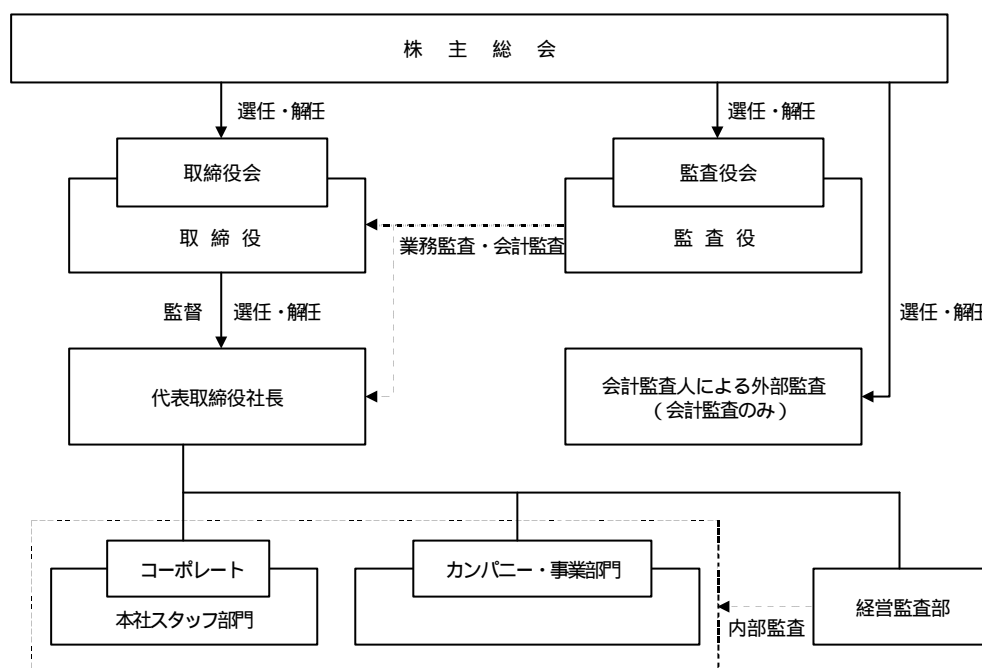 株 主 総 会
選任・解任
選任・解任
取締役会
監査役会
取 締 役
監 査 役
業務監査・会計監査
監督
選任・解任
選任・解任
代表取締役社長
会計監査人による外部監査
(会計監査のみ)
コーポレート
カンパニー・事業部門
本社スタッフ部門
経営監査部
内部監査